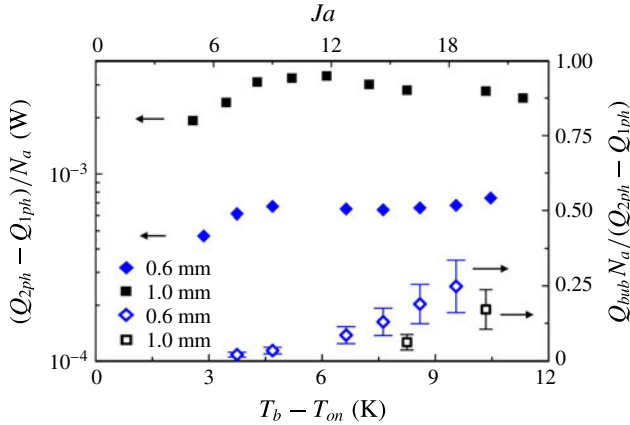 Ja
0 6 12 18
1.00
0.75
0.50
0.25
0
Q_{bub} N_a/(Q_{2ph} − Q_{1ph})
(Q_{2ph} − Q_{1ph})/N_a (W)
10^{−3}
10^{−4}
0.6 mm
1.0 mm
0.6 mm
1.0 mm
0 3 6 9 12
T_b − T_{on} (K)